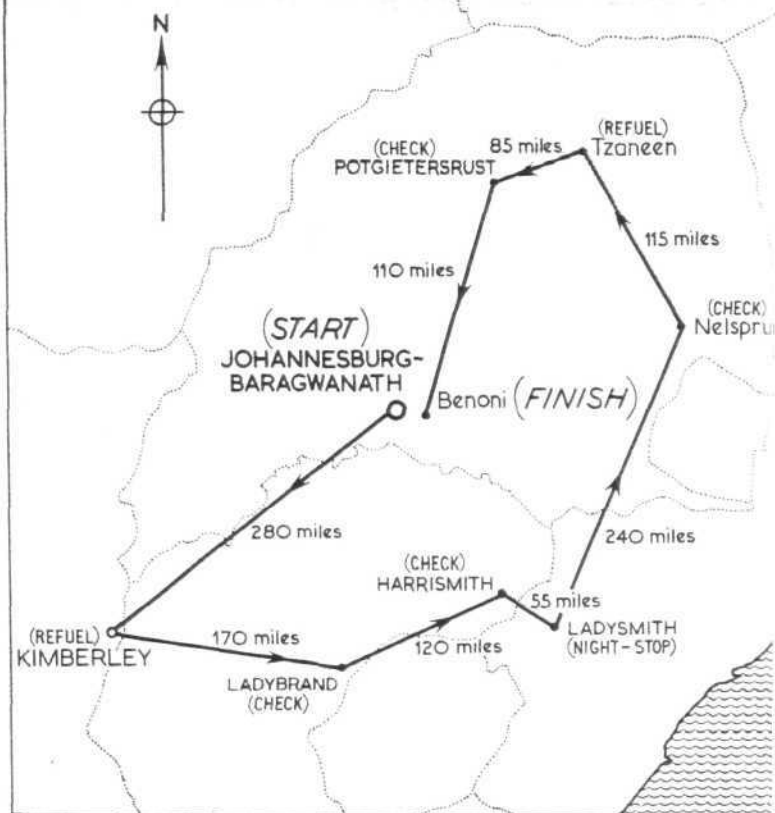 N
(REFUEL)
Tzaneen
85 miles
(CHECK)
POTGIETERSRUST
115 miles
110 miles
(CHECK)
Nelspru
(START)
JOHANNESBURG-
BARAGWANATH
Benoni (FINISH)
280 miles
240 miles
(CHECK)
HARRISMITH
55 miles
LADYSMITH
(NIGHT-STOP)
(REFUEL)
KIMBERLEY
170 miles
120 miles
LADYBRAND
(CHECK)